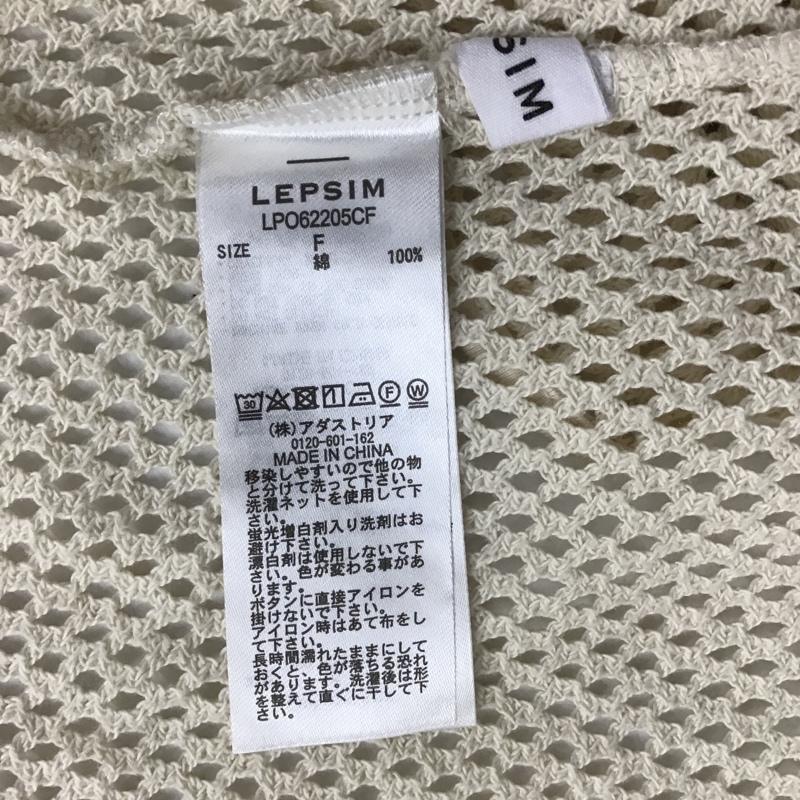 SIM
LEPSIM
LPO62205CF
SIZE F
綿 100%
30 1 F W
(株)アダストリア
0120-601-162
MADE IN CHINA
移染しやすいので他の物
と分けて洗って下さい。
洗濯ネットを使用して下
さい。
蛍光増白剤入り洗剤はお
避け下さい。
漂白剤は使用しないで下
さい。色が変わる事があ
ります。
ボタンに直接アイロンを
掛けないで下さい。
アイロン時はあて布をし
て下さい。
長時間濡れたままにして
おくと、色が落ちる恐れ
があります。洗濯後は形
を整えて直ぐに干して下
さい。